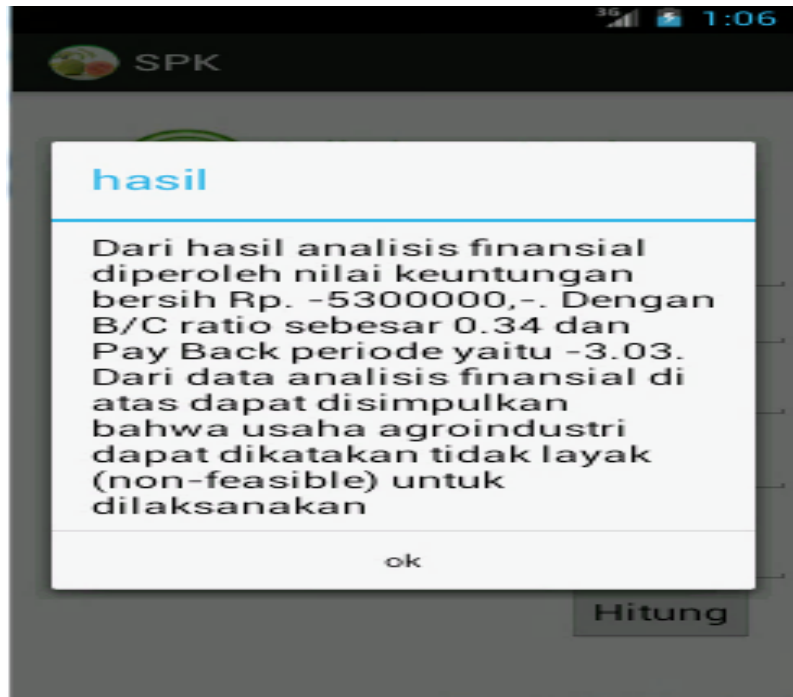 3G 1:06
SPK
hasil
Dari hasil analisis finansial
diperoleh nilai keuntungan
bersih Rp. -5300000,-. Dengan
B/C ratio sebesar 0.34 dan
Pay Back periode yaitu -3.03.
Dari data analisis finansial di
atas dapat disimpulkan
bahwa usaha agroindustri
dapat dikatakan tidak layak
(non-feasible) untuk
dilaksanakan
ok
Hitung